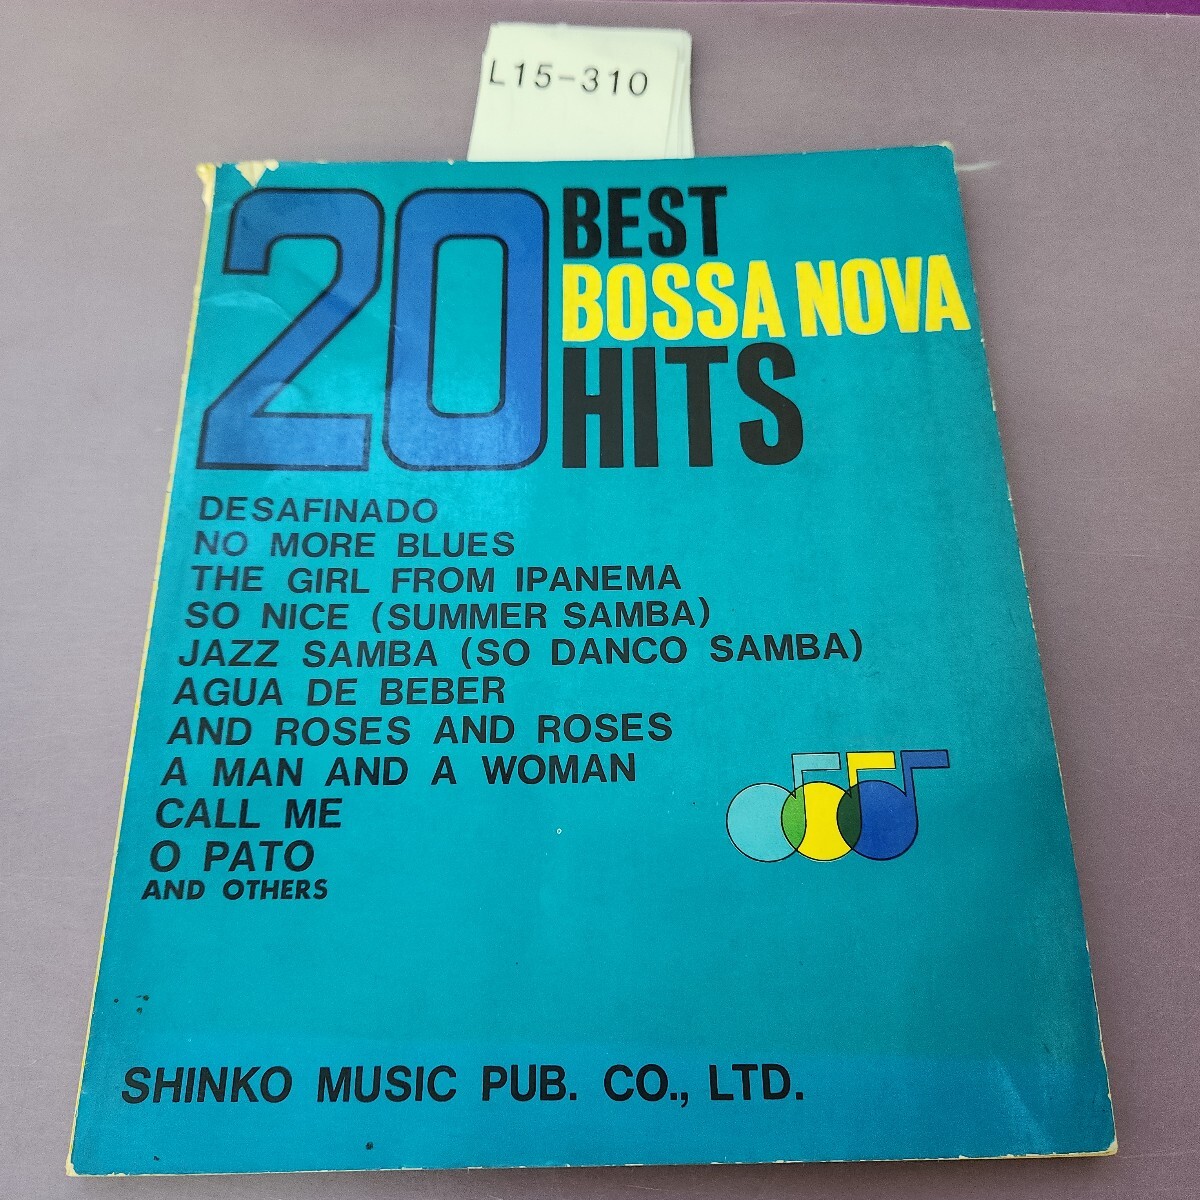 L15-310
20 BEST
BOSSA NOVA
HITS
DESAFINADO
NO MORE BLUES
THE GIRL FROM IPANEMA
SO NICE (SUMMER SAMBA)
JAZZ SAMBA (SO DANCO SAMBA)
AGUA DE BEBER
AND ROSES AND ROSES
A MAN AND A WOMAN
CALL ME
O PATO
AND OTHERS
SHINKO MUSIC PUB. CO., LTD.